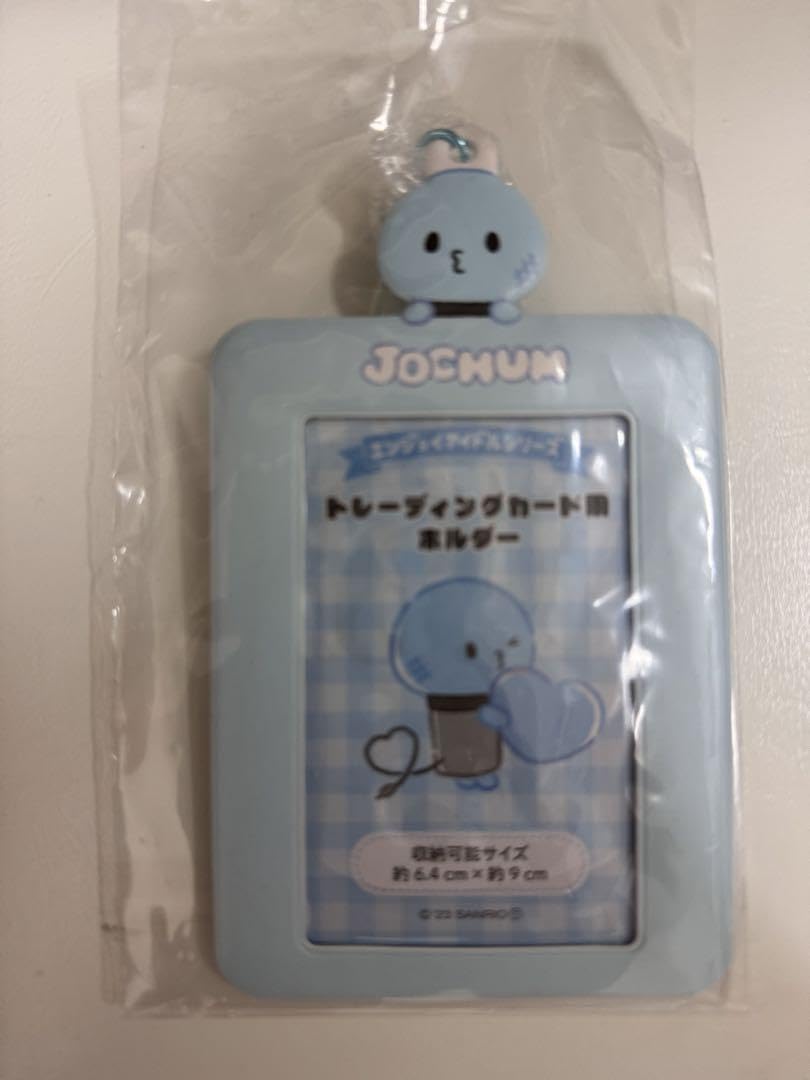 JOCHUM
エンジョイアイドルシリーズ
トレーディングカード用
ホルダー
収納可能サイズ
約6.4cm×約9cm
©'23 SANRIO Ⓣ